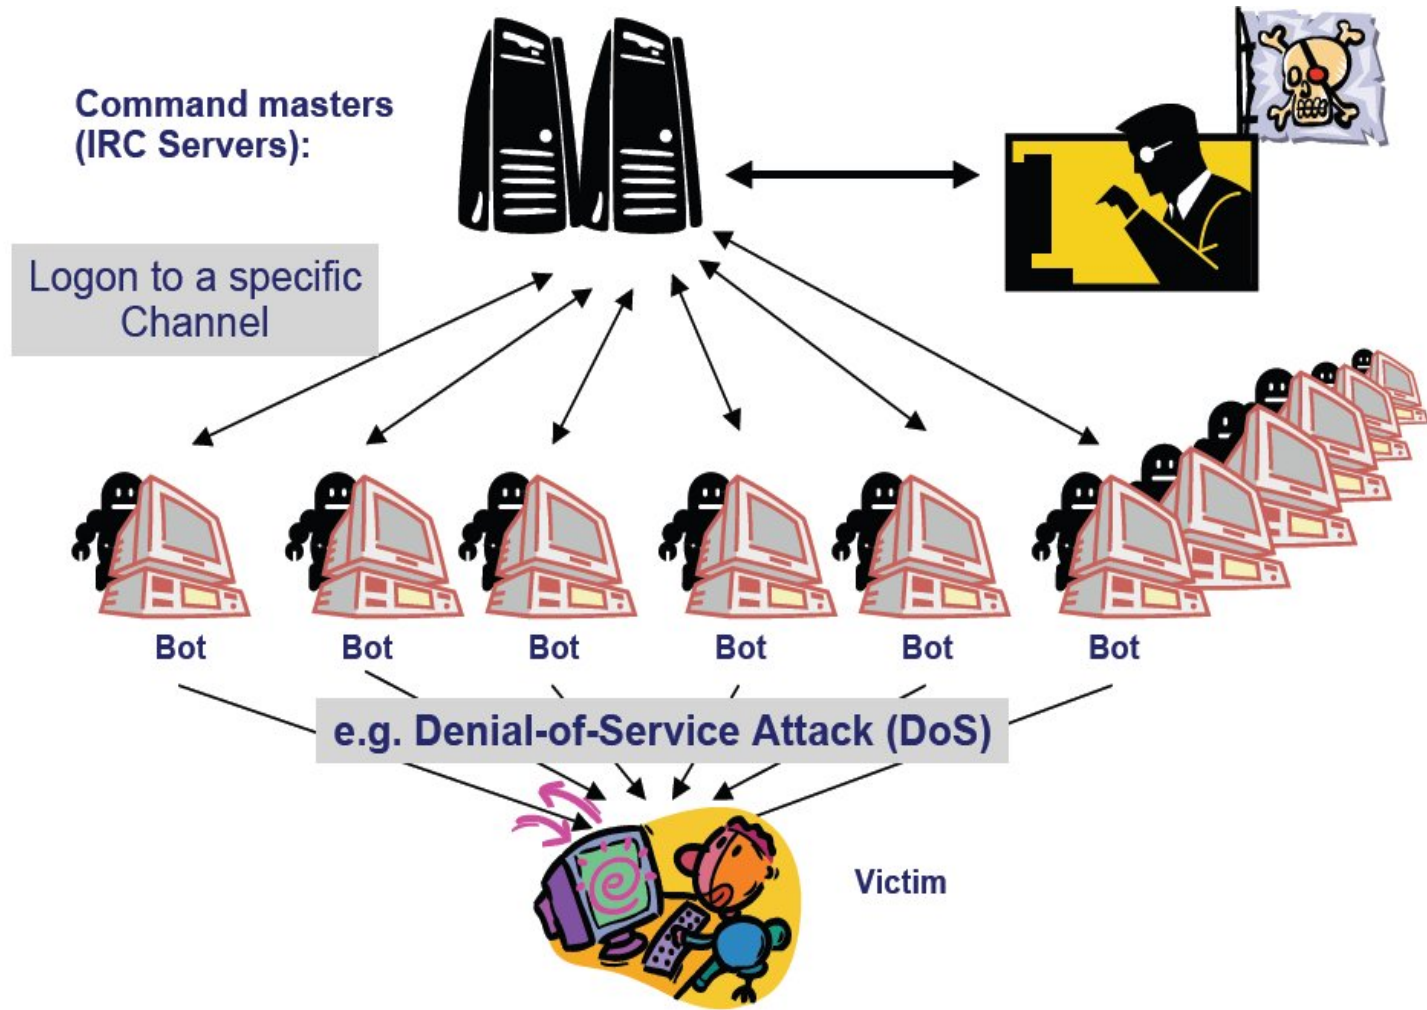 Command masters
(IRC Servers):
Logon to a specific
Channel
Bot
Bot
Bot
Bot
Bot
Bot
e.g. Denial-of-Service Attack (DoS)
Victim